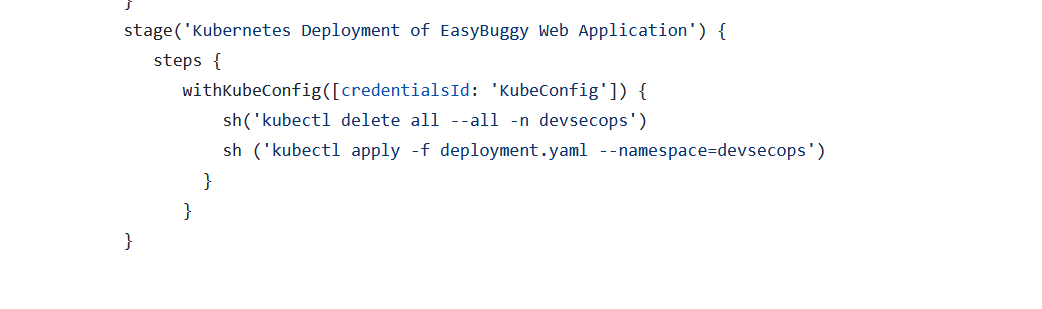 }
stage('Kubernetes Deployment of EasyBuggy Web Application') {
steps {
withKubeConfig([credentialsId: 'KubeConfig']) {
sh('kubectl delete all --all -n devsecops')
sh ('kubectl apply -f deployment.yaml --namespace=devsecops')
}
}
}